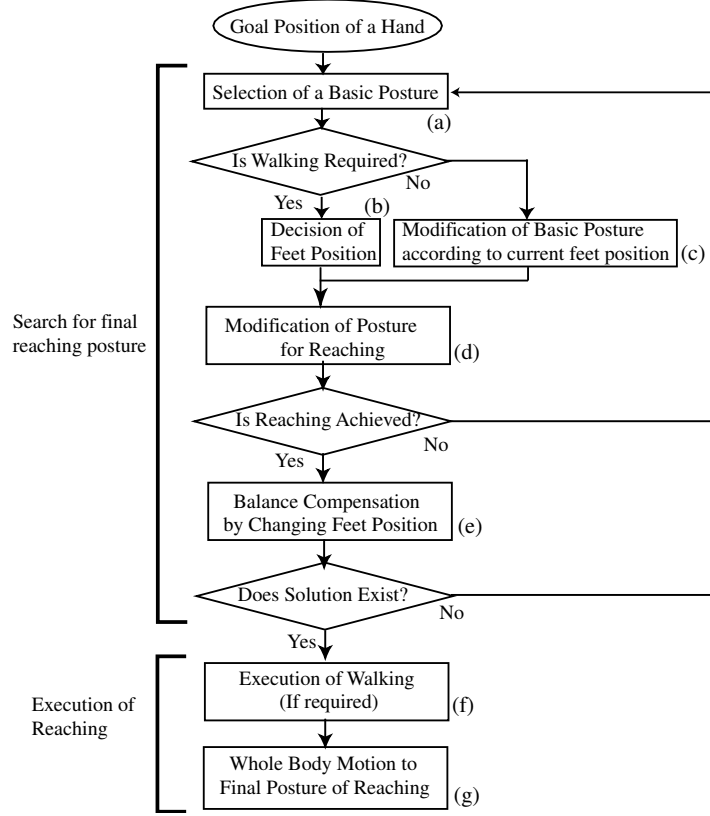 Goal Position of a Hand
Selection of a Basic Posture
(a)
Is Walking Required?
No
Yes
(b)
Decision of
Feet Position
Modification of Basic Posture
according to current feet position
(c)
Search for final
reaching posture
Modification of Posture
for Reaching
(d)
Is Reaching Achieved?
No
Yes
Balance Compensation
by Changing Feet Position
(e)
Does Solution Exist?
No
Yes
Execution of
Reaching
Execution of Walking
(If required)
(f)
Whole Body Motion to
Final Posture of Reaching
(g)